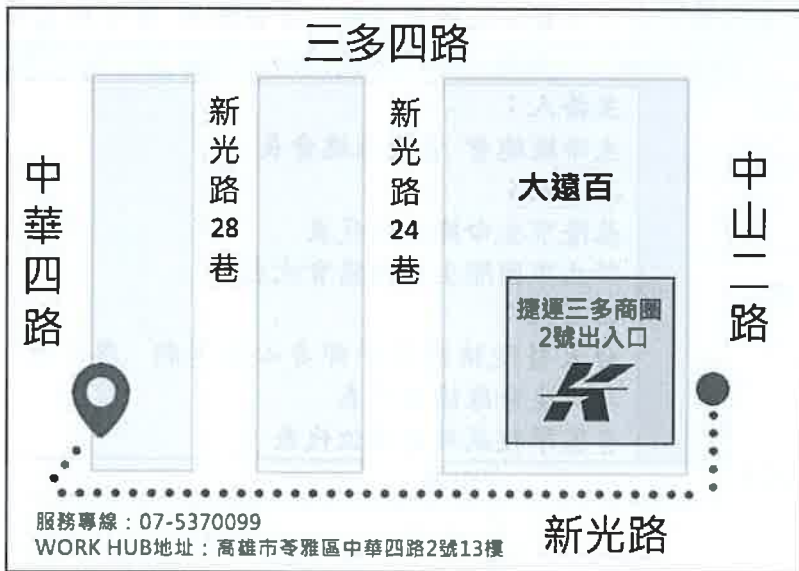 三多四路
中華四路
新光路28巷
新光路24巷
大遠百
捷運三多商圈
2號出入口
中山二路
新光路
服務專線：07-5370099
WORK HUB地址：高雄市苓雅區中華四路2號13樓